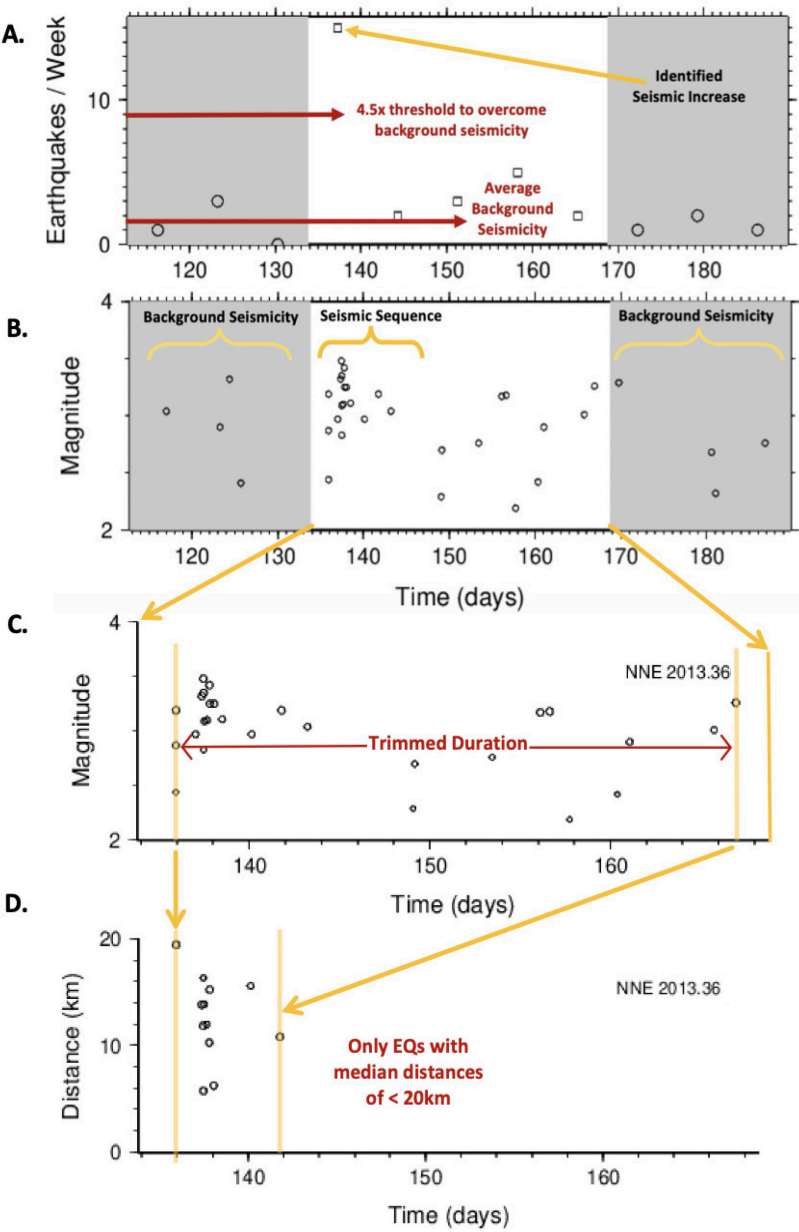 A.
Earthquakes / Week
10
0
Identified
Seismic Increase
4.5x threshold to overcome
background seismicity
Average
Background
Seismicity
120 130 140 150 160 170 180
B.
Magnitude
4
2
Background Seismicity
Seismic Sequence
Background Seismicity
120 130 140 150 160 170 180
Time (days)
C.
Magnitude
4
2
NNE 2013.36
Trimmed Duration
140 150 160
Time (days)
D.
Distance (km)
20
10
0
NNE 2013.36
Only EQs with
median distances
of < 20km
140 150 160
Time (days)